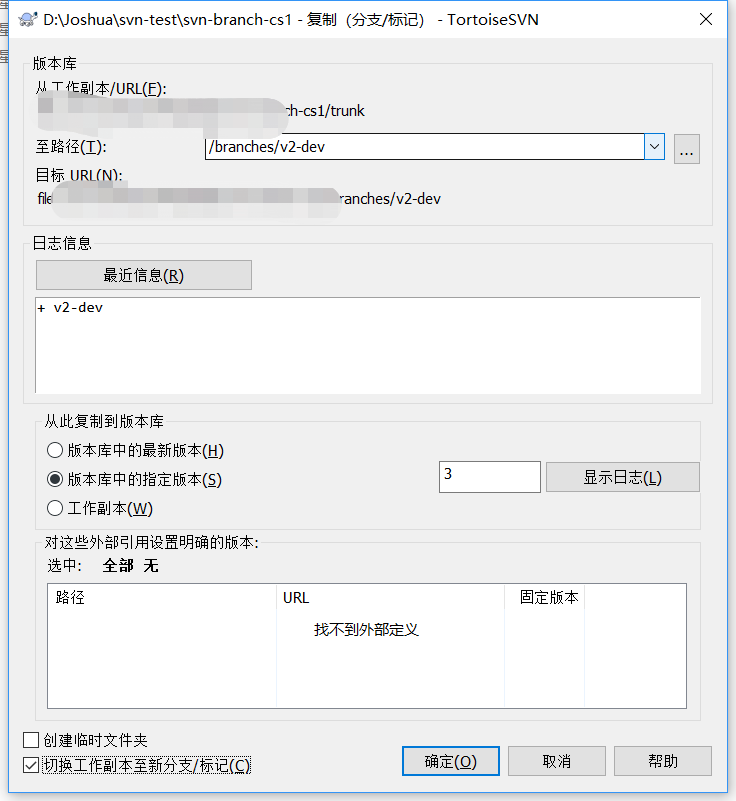 D:\Joshua\svn-test\svn-branch-cs1 - 复制（分支/标记） - TortoiseSVN
版本库
从工作副本/URL(F):
ch-cs1/trunk
至路径(T):
/branches/v2-dev
...
目标 URL(N):
file
ranches/v2-dev
日志信息
最近信息(R)
+ v2-dev
从此复制到版本库
版本库中的最新版本(H)
版本库中的指定版本(S)
3
显示日志(L)
工作副本(W)
对这些外部引用设置明确的版本:
选中: 全部 无
路径 URL 固定版本
找不到外部定义
创建临时文件夹
切换工作副本至新分支/标记(C)
确定(O) 取消 帮助